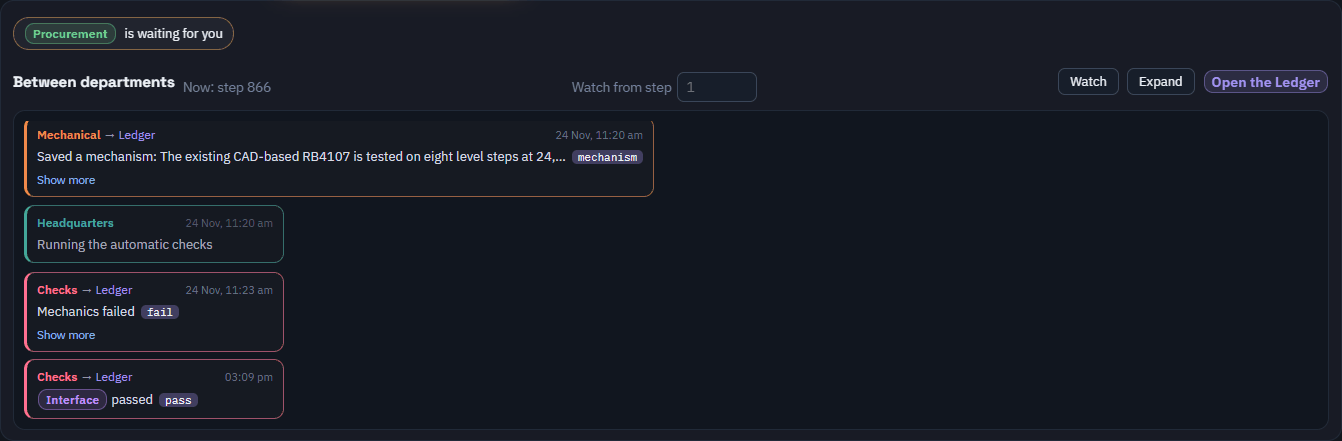 Procurement is waiting for you
Between departments Now: step 866 Watch from step 1 Watch Expand Open the Ledger
Mechanical → Ledger 24 Nov, 11:20 am
Saved a mechanism: The existing CAD-based RB4107 is tested on eight level steps at 24,... mechanism
Show more
Headquarters 24 Nov, 11:20 am
Running the automatic checks
Checks → Ledger 24 Nov, 11:23 am
Mechanics failed fail
Show more
Checks → Ledger 03:09 pm
Interface passed pass